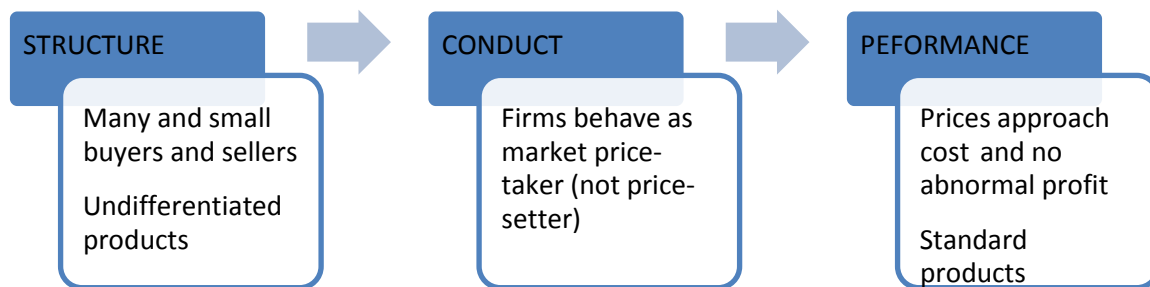 STRUCTURE
Many and small
buyers and sellers
Undifferentiated
products
CONDUCT
Firms behave as
market price-
taker (not price-
setter)
PEFORMANCE
Prices approach
cost and no
abnormal profit
Standard
products